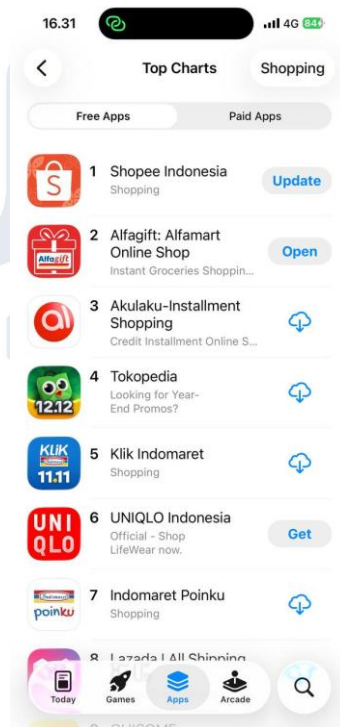 16.31
4G 84
Top Charts
Shopping
Free Apps
Paid Apps
1 Shopee Indonesia
Shopping
Update
Alfagift
2 Alfagift: Alfamart
Online Shop
Instant Groceries Shoppin...
Open
3 Akulaku-Installment
Shopping
Credit Installment Online S...
12.12
4 Tokopedia
Looking for Year-
End Promos?
KLIK
11.11
5 Klik Indomaret
Shopping
UNI
QLO
6 UNIQLO Indonesia
Official - Shop
LifeWear now.
Get
poinku
7 Indomaret Poinku
Shopping
8 Lazada | All Shipping
Today
Games
Apps
Arcade